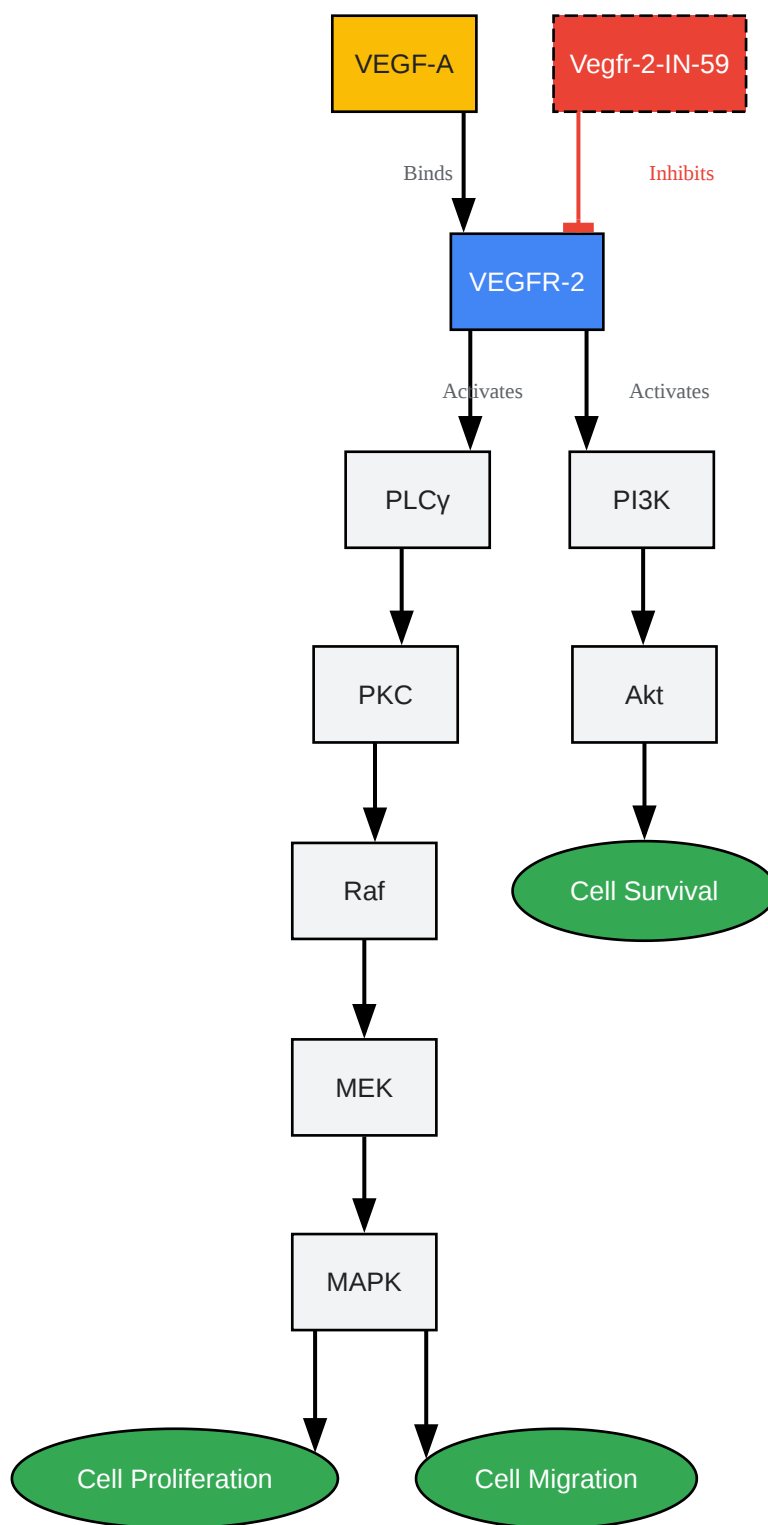 VEGF-A
Vegfr-2-IN-59
Binds
Inhibits
VEGFR-2
Activates
Activates
PLCγ
PI3K
PKC
Akt
Raf
Cell Survival
MEK
MAPK
Cell Proliferation
Cell Migration